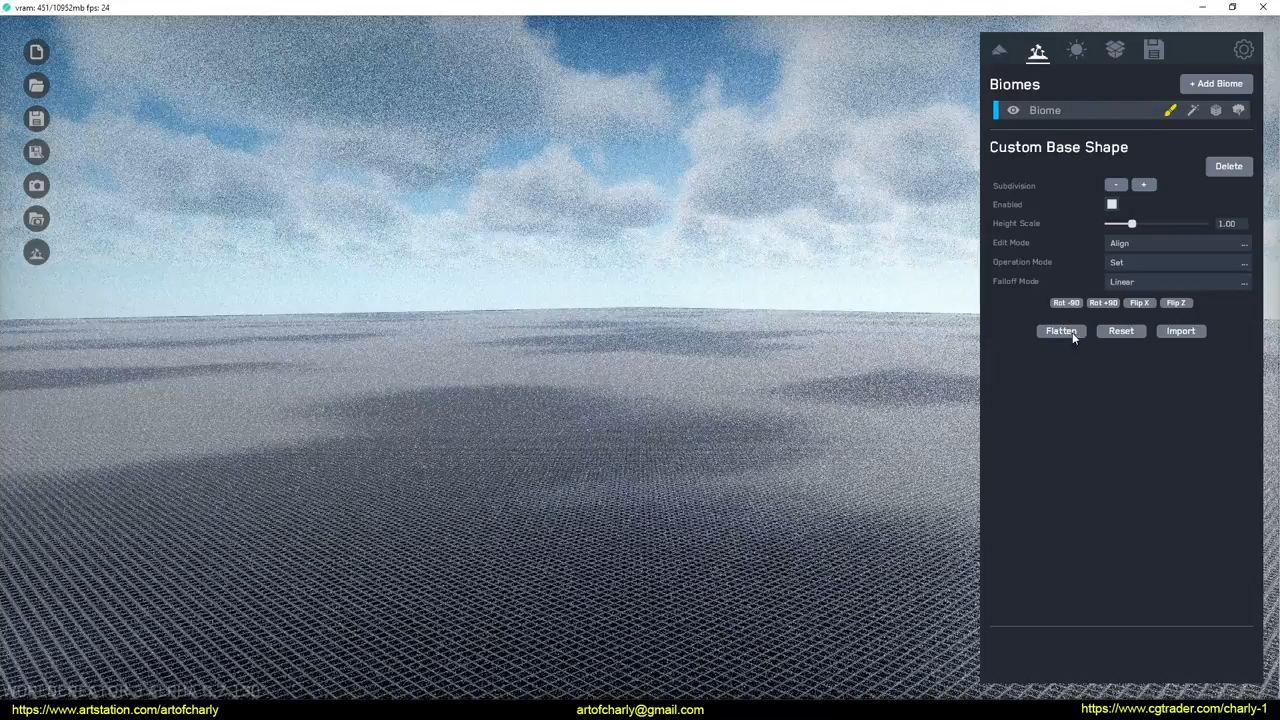 vram: 451/10952mb fps: 24
Biomes
+ Add Biome
Biome
Custom Base Shape
Delete
Subdivision - +
Enabled
Height Scale 1.00
Edit Mode Align ...
Operation Mode Set ...
Falloff Mode Linear ...
Rot -90 Rot +90 Flip X Flip Z
Flatten Reset Import
https://www.artstation.com/artofcharly artofcharly@gmail.com https://www.cgtrader.com/charly-1